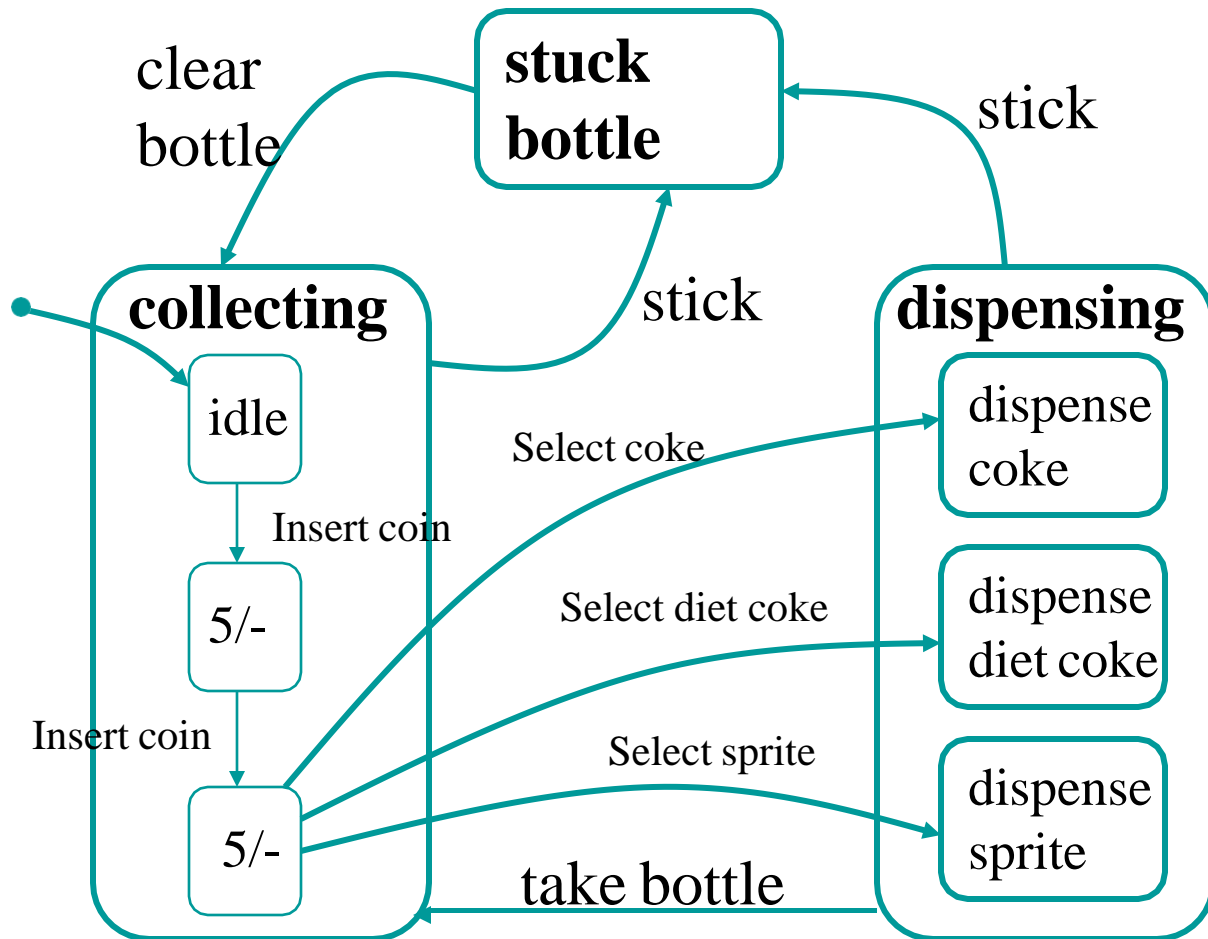 clear
bottle
stuck
bottle
stick
collecting
stick
dispensing
idle
Select coke
dispense
coke
Insert coin
5/-
Select diet coke
dispense
diet coke
Insert coin
Select sprite
5/-
dispense
sprite
take bottle